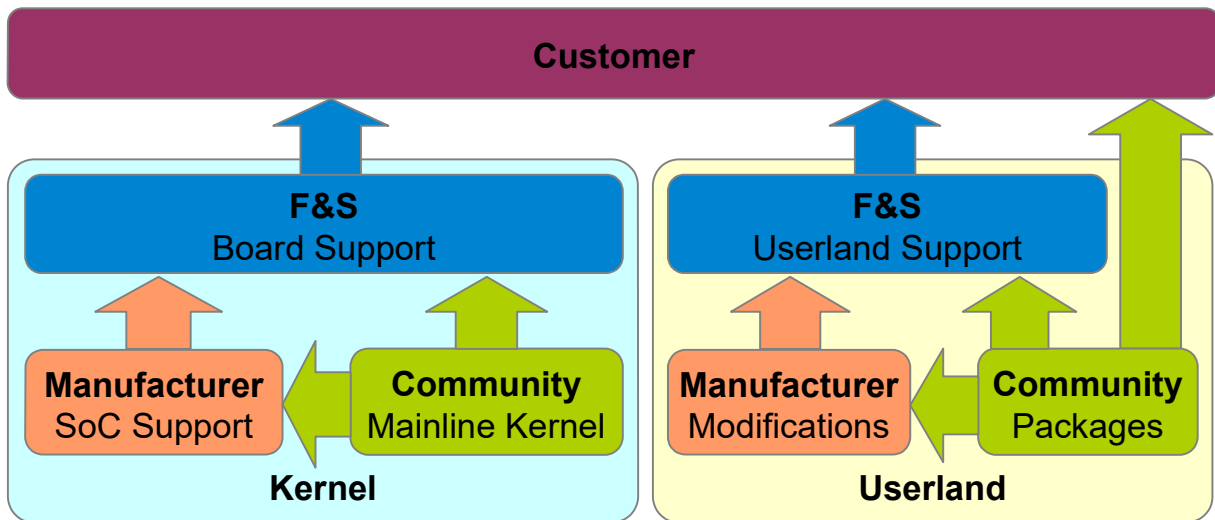 Customer
F&S
Board Support
Manufacturer
SoC Support
Community
Mainline Kernel
Kernel
F&S
Userland Support
Manufacturer
Modifications
Community
Packages
Userland